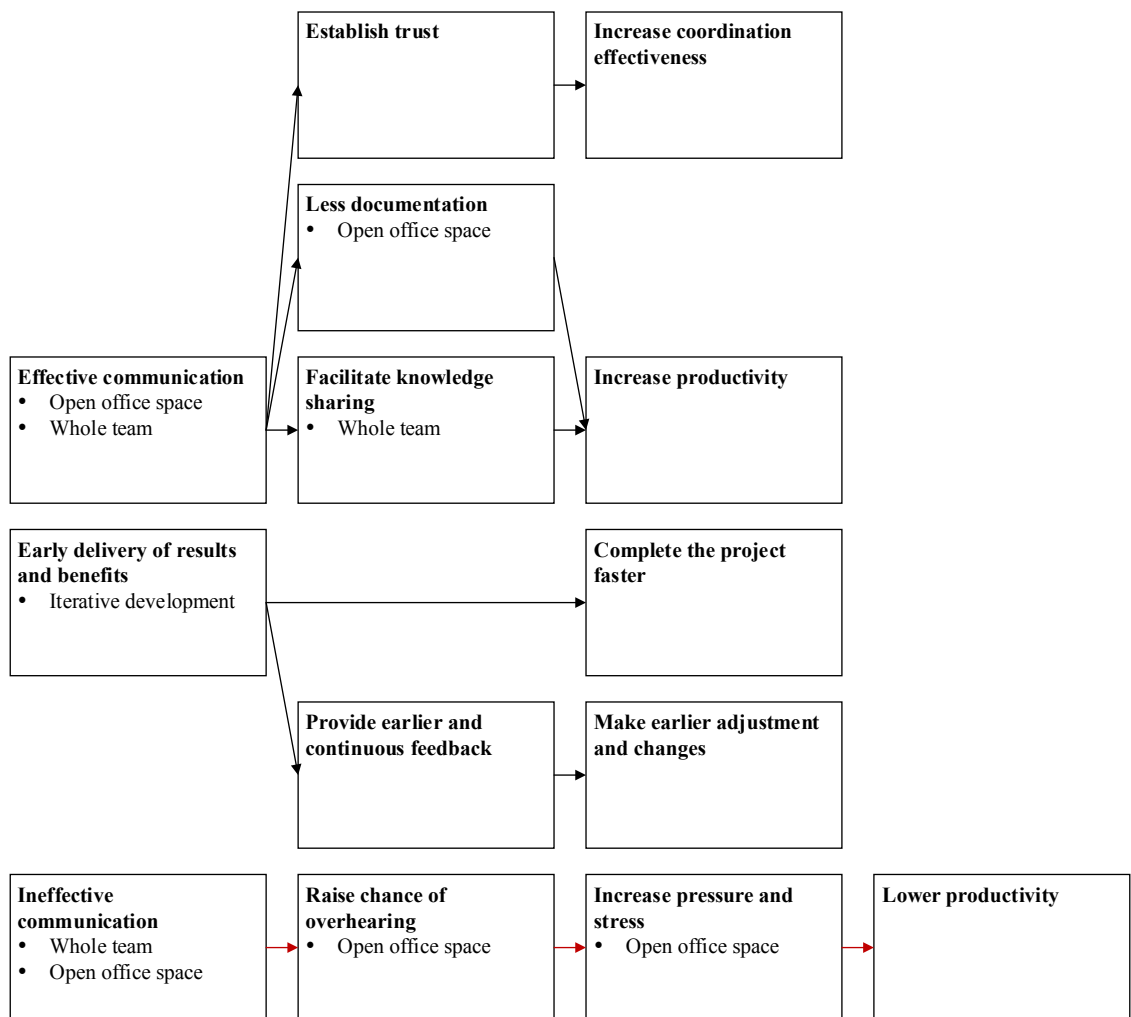 Establish trust
Increase coordination
effectiveness
Less documentation
• Open office space
Effective communication
• Open office space
• Whole team
Facilitate knowledge
sharing
• Whole team
Increase productivity
Early delivery of results
and benefits
• Iterative development
Complete the project
faster
Provide earlier and
continuous feedback
Make earlier adjustment
and changes
Ineffective
communication
• Whole team
• Open office space
Raise chance of
overhearing
• Open office space
Increase pressure and
stress
• Open office space
Lower productivity